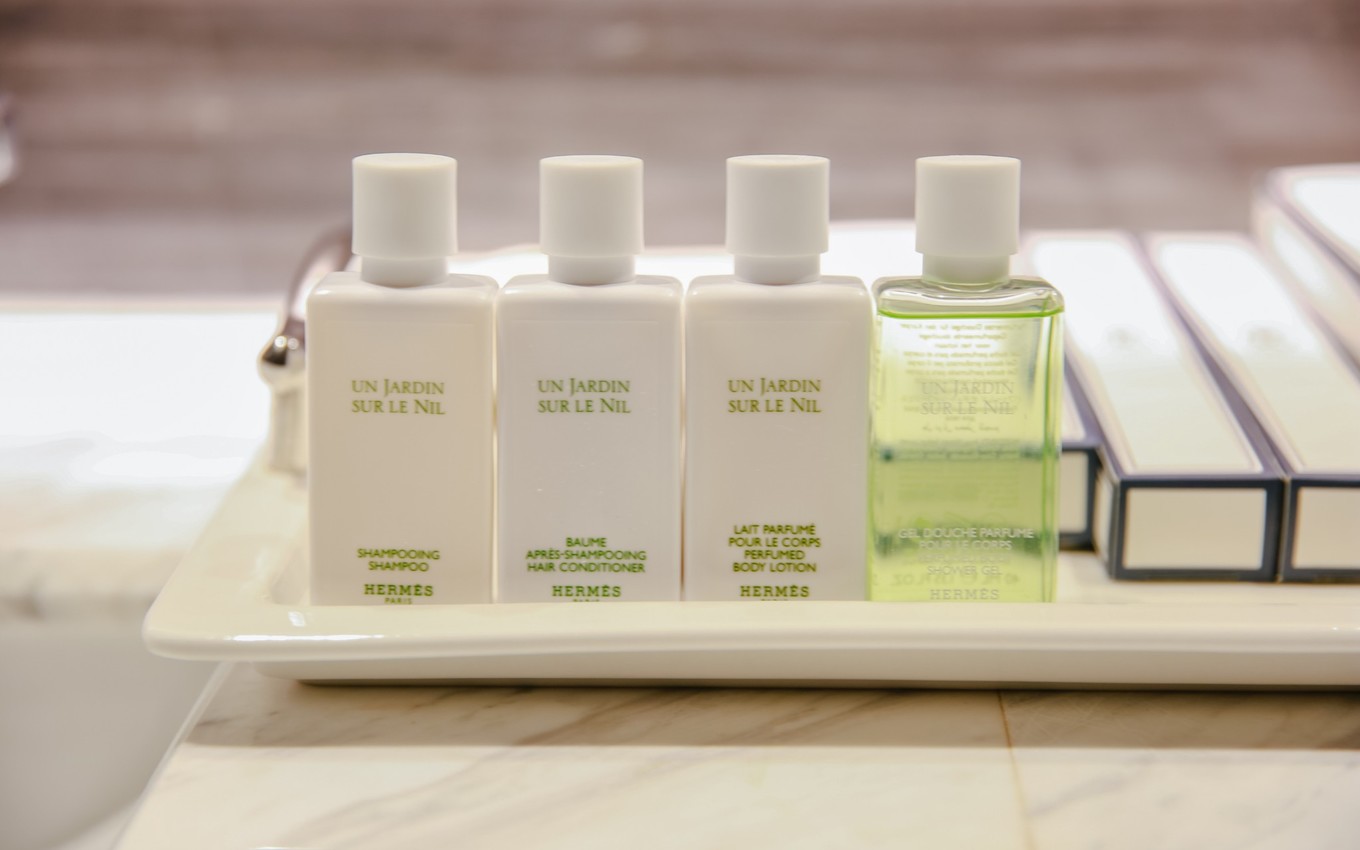 UN JARDIN
SUR LE NIL
SHAMPOOING
SHAMPOO
HERMÈS
PARIS
UN JARDIN
SUR LE NIL
BAUME
APRÈS-SHAMPOOING
HAIR CONDITIONER
HERMÈS
PARIS
UN JARDIN
SUR LE NIL
LAIT PARFUMÉ
POUR LE CORPS
PERFUMED
BODY LOTION
HERMÈS
PARIS
UN JARDIN
SUR LE NIL
GEL DOUCHE PARFUMÉ
POUR LE CORPS
SHOWER GEL
HERMÈS